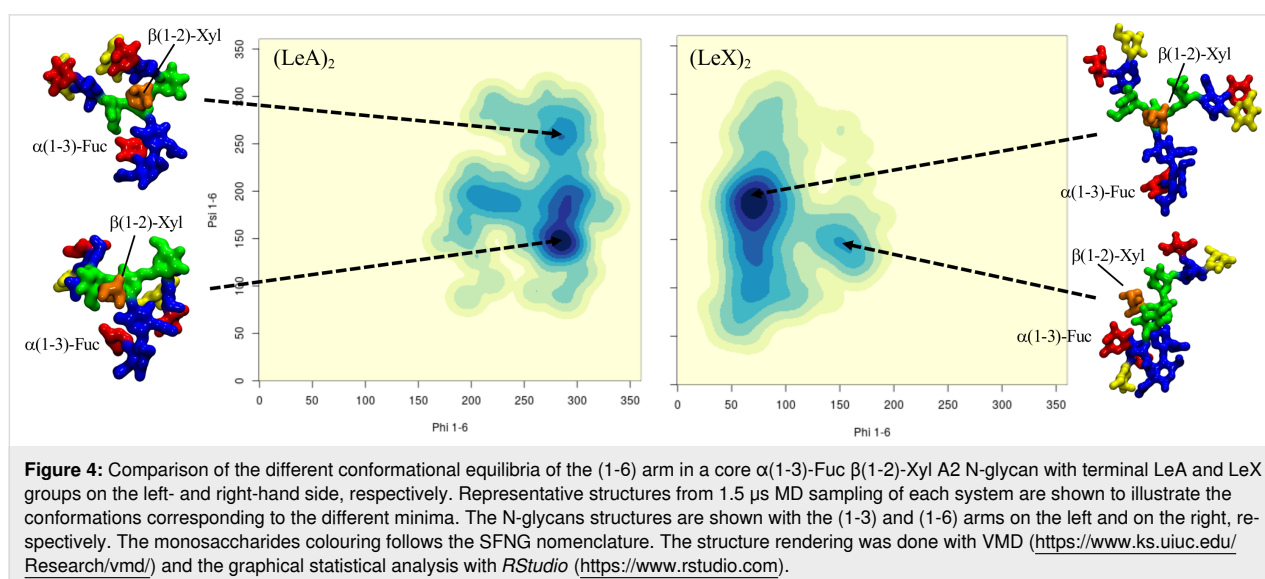 β(1-2)-Xyl
α(1-3)-Fuc
β(1-2)-Xyl
α(1-3)-Fuc
(LeA)2
Psi 1-6
350
300
250
200
150
100
50
0
0 50 100 150 200 250 300 350
Phi 1-6
(LeX)2
0 50 100 150 200 250 300 350
Phi 1-6
β(1-2)-Xyl
α(1-3)-Fuc
β(1-2)-Xyl
α(1-3)-Fuc
Figure 4: Comparison of the different conformational equilibria of the (1-6) arm in a core α(1-3)-Fuc β(1-2)-Xyl A2 N-glycan with terminal LeA and LeX
groups on the left- and right-hand side, respectively. Representative structures from 1.5 μs MD sampling of each system are shown to illustrate the
conformations corresponding to the different minima. The N-glycans structures are shown with the (1-3) and (1-6) arms on the left and on the right, re-
spectively. The monosaccharides colouring follows the SFNG nomenclature. The structure rendering was done with VMD (https://www.ks.uiuc.edu/
Research/vmd/) and the graphical statistical analysis with RStudio (https://www.rstudio.com).